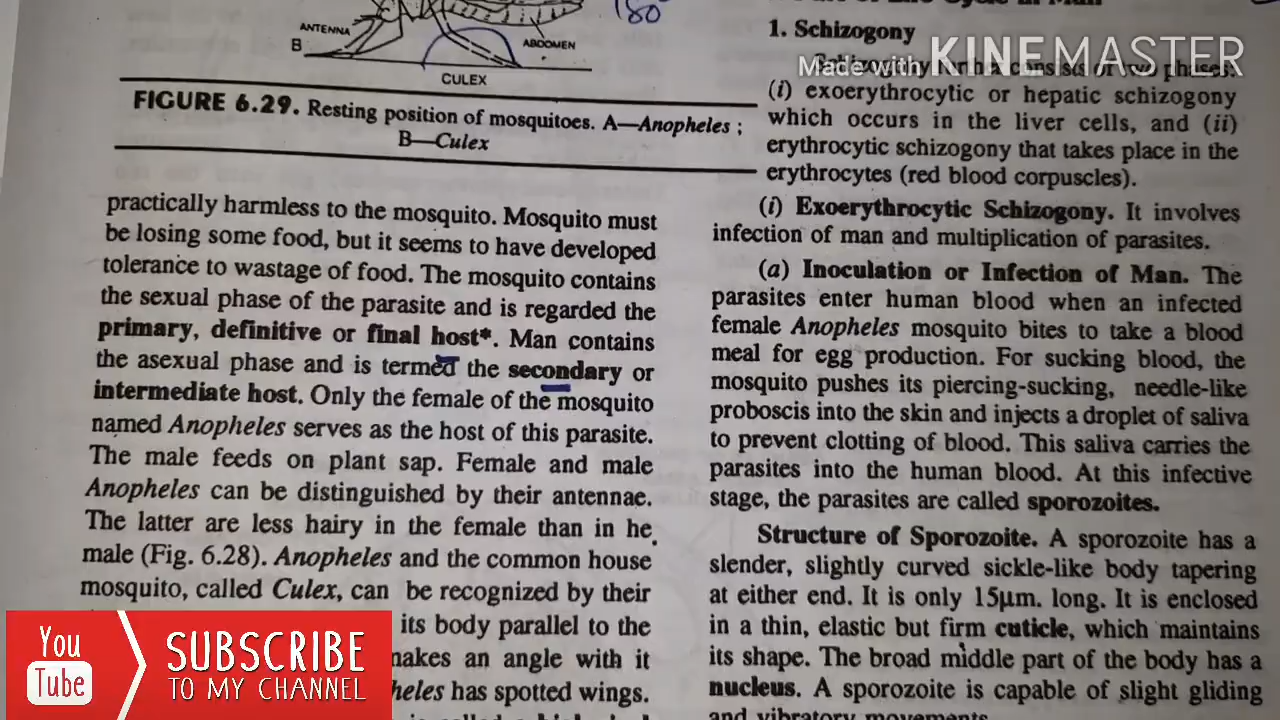 180
ANTENNA
B
ABDOMEN
CULEX
FIGURE 6.29. Resting position of mosquitoes. A—Anopheles ;
B—Culex
practically harmless to the mosquito. Mosquito must
be losing some food, but it seems to have developed
tolerance to wastage of food. The mosquito contains
the sexual phase of the parasite and is regarded the
primary, definitive or final host*. Man contains
the asexual phase and is termed the secondary or
intermediate host. Only the female of the mosquito
named Anopheles serves as the host of this parasite.
The male feeds on plant sap. Female and male
Anopheles can be distinguished by their antennae.
The latter are less hairy in the female than in he
male (Fig. 6.28). Anopheles and the common house
mosquito, called Culex, can be recognized by their
its body parallel to the
makes an angle with it
heles has spotted wings.
1. Schizogony
consists of two phases:
(i) exoerythrocytic or hepatic schizogony
which occurs in the liver cells, and (ii)
erythrocytic schizogony that takes place in the
erythrocytes (red blood corpuscles).
(i) Exoerythrocytic Schizogony. It involves
infection of man and multiplication of parasites.
(a) Inoculation or Infection of Man. The
parasites enter human blood when an infected
female Anopheles mosquito bites to take a blood
meal for egg production. For sucking blood, the
mosquito pushes its piercing-sucking, needle-like
proboscis into the skin and injects a droplet of saliva
to prevent clotting of blood. This saliva carries the
parasites into the human blood. At this infective
stage, the parasites are called sporozoites.
Structure of Sporozoite. A sporozoite has a
slender, slightly curved sickle-like body tapering
at either end. It is only 15μm. long. It is enclosed
in a thin, elastic but firm cuticle, which maintains
its shape. The broad middle part of the body has a
nucleus. A sporozoite is capable of slight gliding
and vibratory movements
Made with KINEMASTER
You
Tube
SUBSCRIBE
TO MY CHANNEL